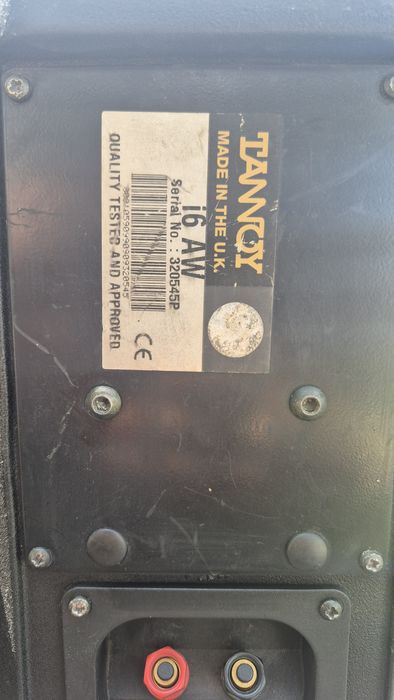 TANNOY
MADE IN THE U.K.
i6 AW
Serial No. : 320545P
QUALITY TESTED AND APPROVED
CE